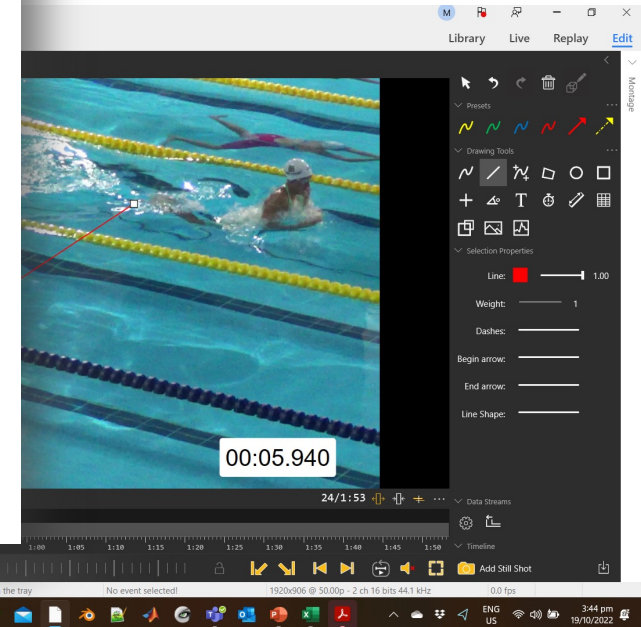 M
Library Live Replay Edit
Montage
Presets
Drawing Tools
T
Selection Properties
Line: 1.00
Weight: 1
Dashes:
Begin arrow:
End arrow:
Line Shape:
00:05.940
24/1:53
Data Streams
1:00 1:05 1:10 1:15 1:20 1:25 1:30 1:35 1:40 1:45 1:50
Timeline
Add Still Shot
the tray No event selected! 1920x906 @ 50.00p - 2 ch 16 bits 44.1 kHz 0.0 fps
ENG
US
3:44 pm
19/10/2022